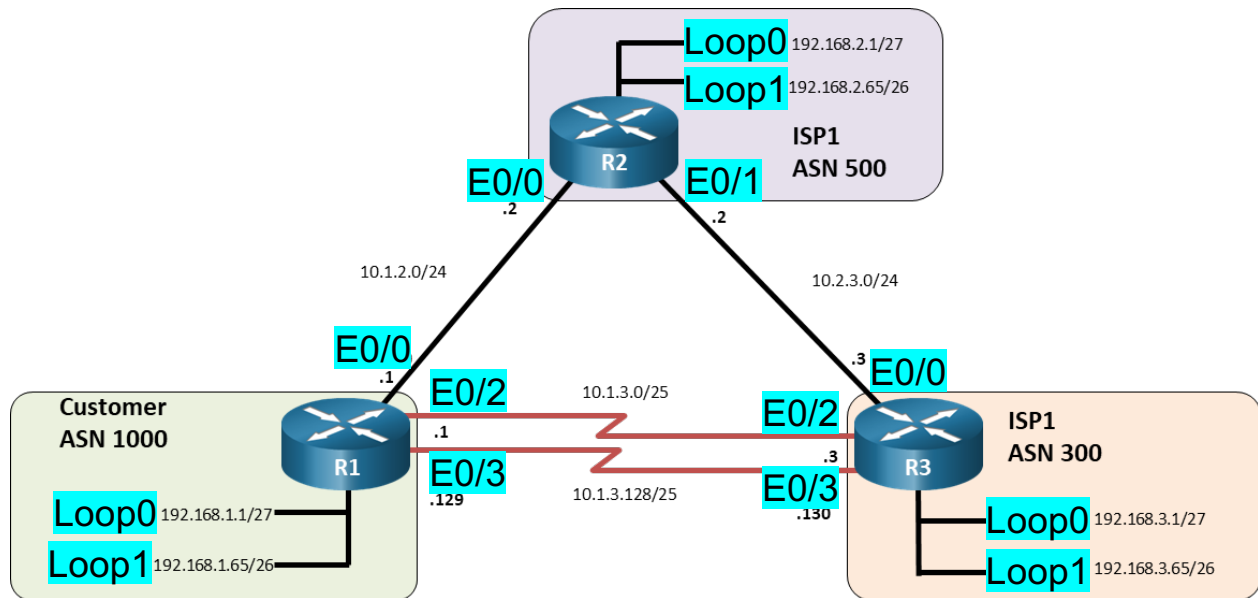 Loop0 192.168.2.1/27
Loop1 192.168.2.65/26
ISP1
ASN 500
R2
E0/0
.2
E0/1
.2
10.1.2.0/24
10.2.3.0/24
E0/0
.1
.3
E0/0
Customer
ASN 1000
R1
E0/2
.1
10.1.3.0/25
E0/2
.3
ISP1
ASN 300
R3
E0/3
.129
10.1.3.128/25
E0/3
.130
Loop0 192.168.1.1/27
Loop1 192.168.1.65/26
Loop0 192.168.3.1/27
Loop1 192.168.3.65/26